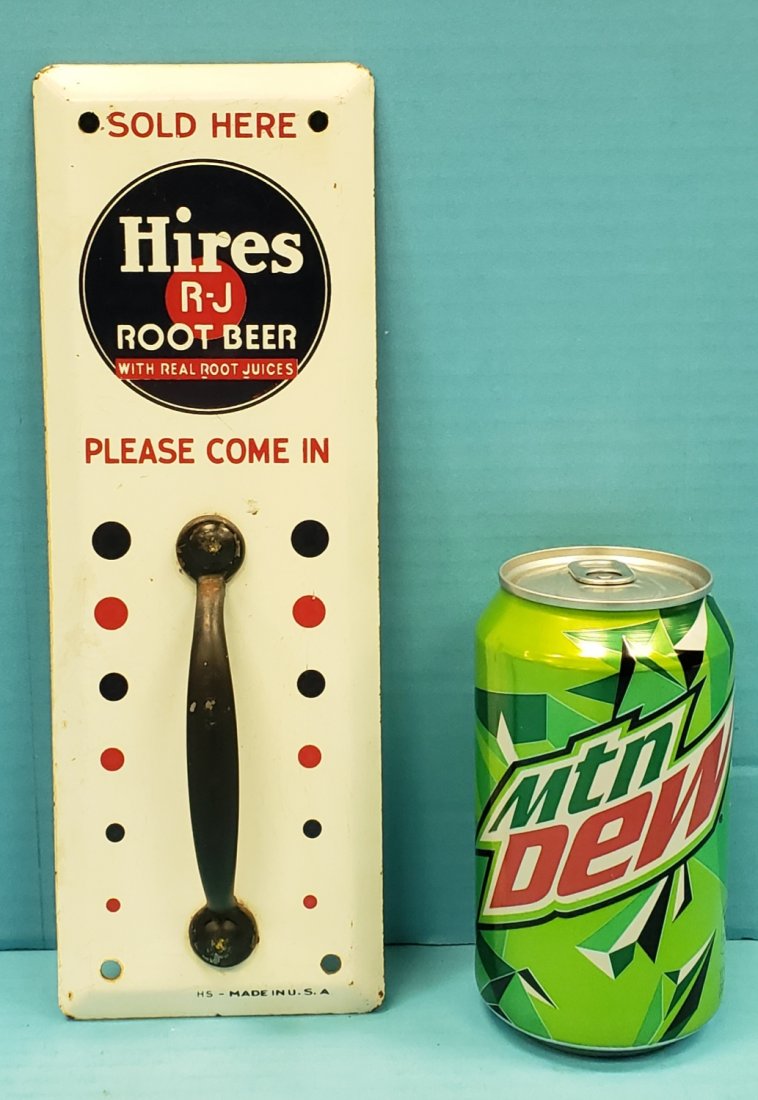 SOLD HERE
Hires
R-J
ROOT BEER
WITH REAL ROOT JUICES
PLEASE COME IN
HS - MADE IN U.S.A
mtn
Dew